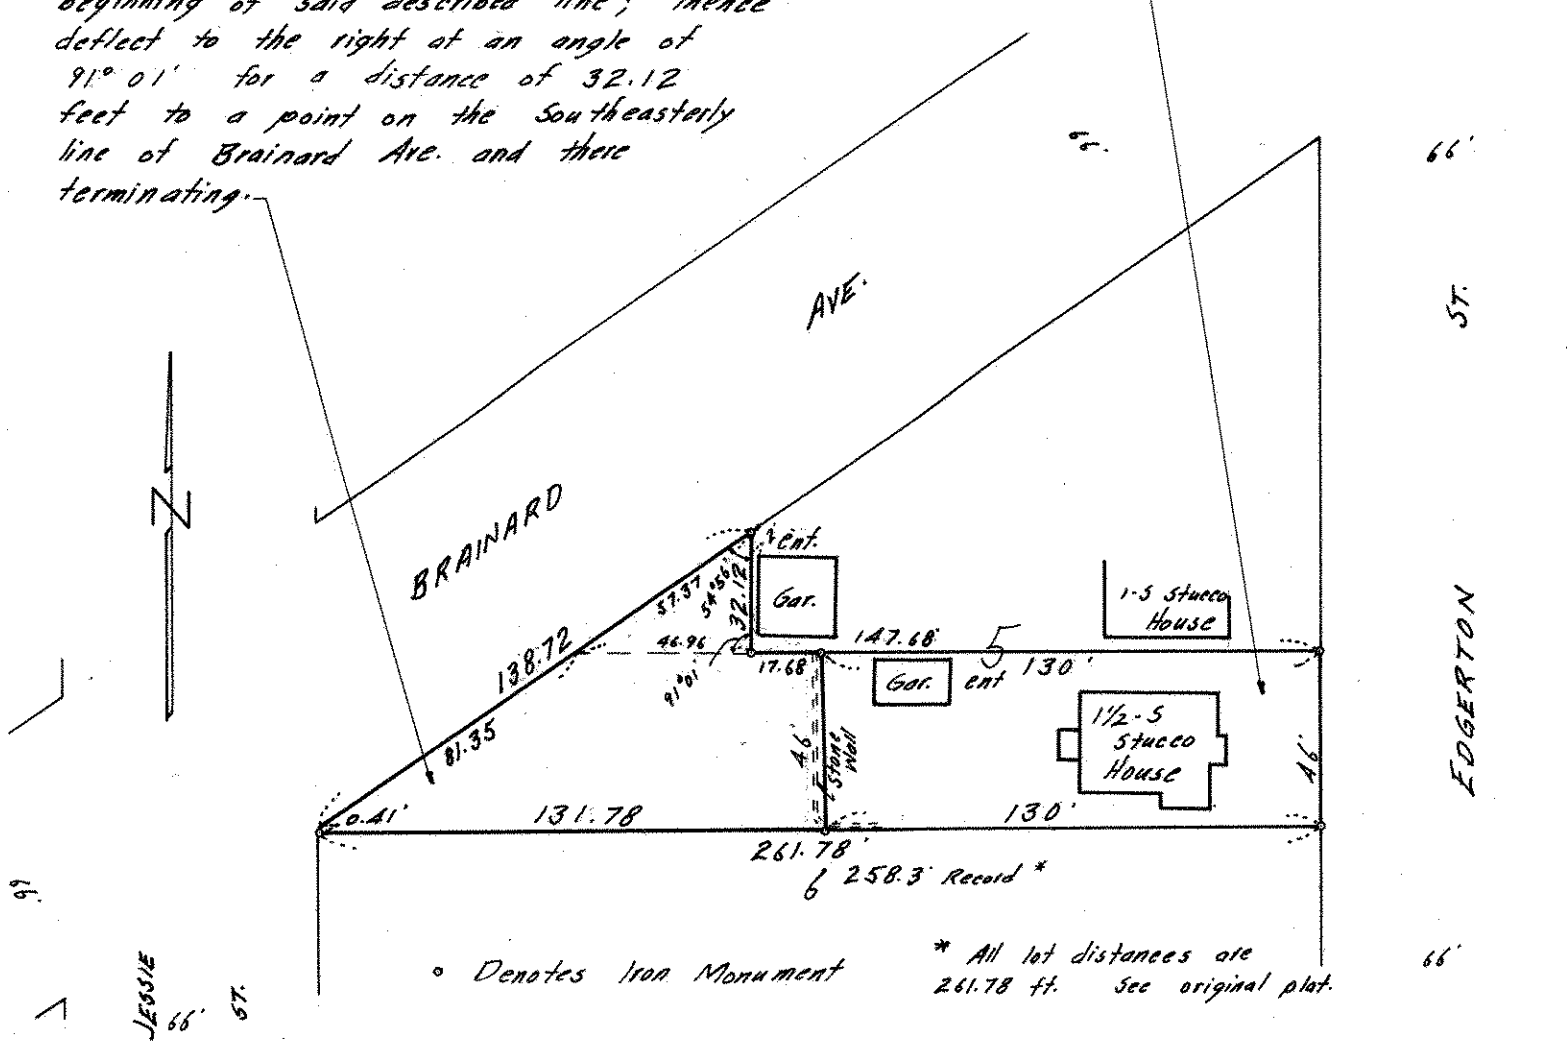 beginning of said described line; thence
deflect to the right at an angle of
91° 01' for a distance of 32.12
feet to a point on the Southeasterly
line of Brainard Ave. and there
terminating.
66'
66'
ST.
AVE.
N
BRAINARD
ent.
57.37
54°56'
32.12
Gar.
1-S Stucco
House
EDGERTON
138.72
46.96
147.68'
5
17.68
130'
91°01'
Gar.
ent
81.35
46'
Stone
Wall
1½-S
Stucco
House
46'
0.41'
131.78
130'
261.78'
6
258.3' Record *
66
• Denotes Iron Monument
* All lot distances are
261.78 ft. See original plat.
66'
JESSIE
66'
ST.